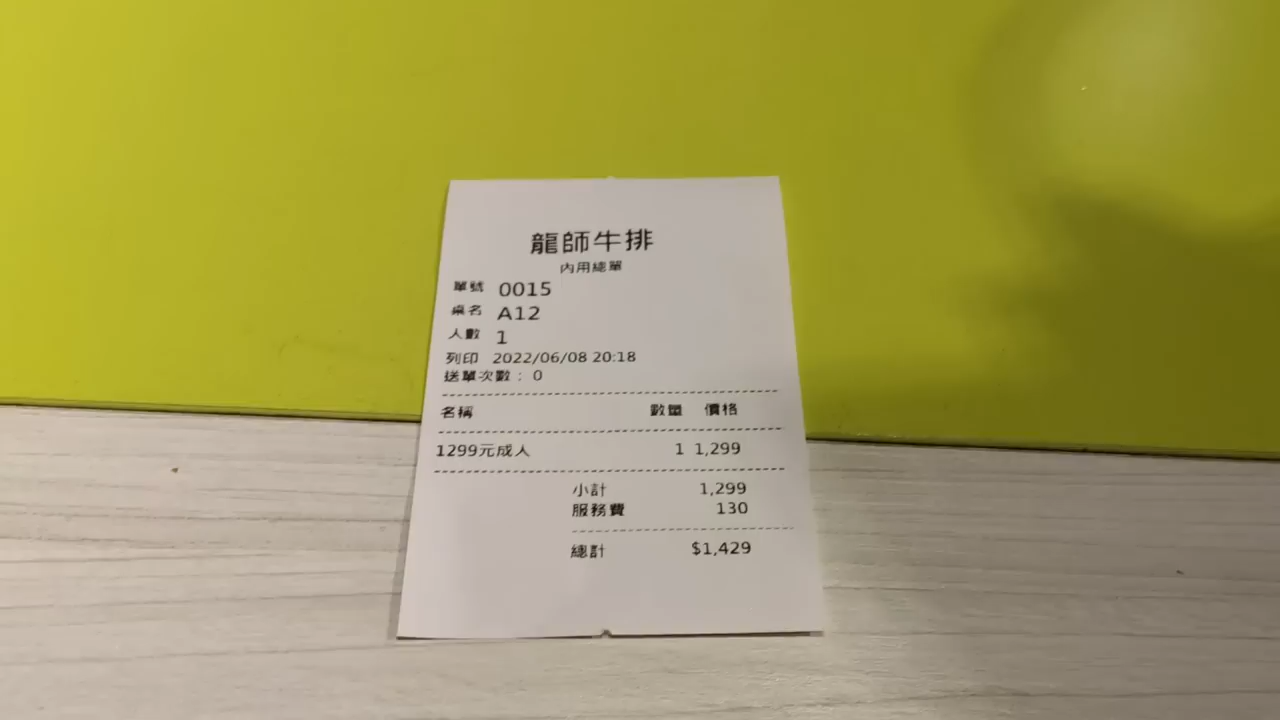 龍師牛排
內用總單
單號 0015
桌名 A12
人數 1
列印 2022/06/08 20:18
送單次數： 0
名稱 數量 價格
1299元成人 1 1,299
小計 1,299
服務費 130
總計 $1,429